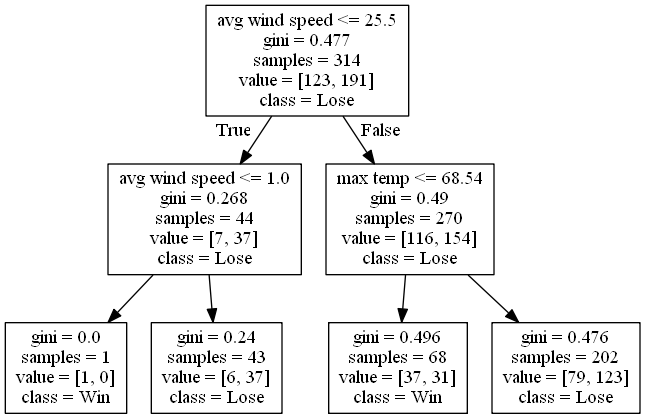 avg wind speed <= 25.5
gini = 0.477
samples = 314
value = [123, 191]
class = Lose
True
False
avg wind speed <= 1.0
gini = 0.268
samples = 44
value = [7, 37]
class = Lose
max temp <= 68.54
gini = 0.49
samples = 270
value = [116, 154]
class = Lose
gini = 0.0
samples = 1
value = [1, 0]
class = Win
gini = 0.24
samples = 43
value = [6, 37]
class = Lose
gini = 0.496
samples = 68
value = [37, 31]
class = Win
gini = 0.476
samples = 202
value = [79, 123]
class = Lose